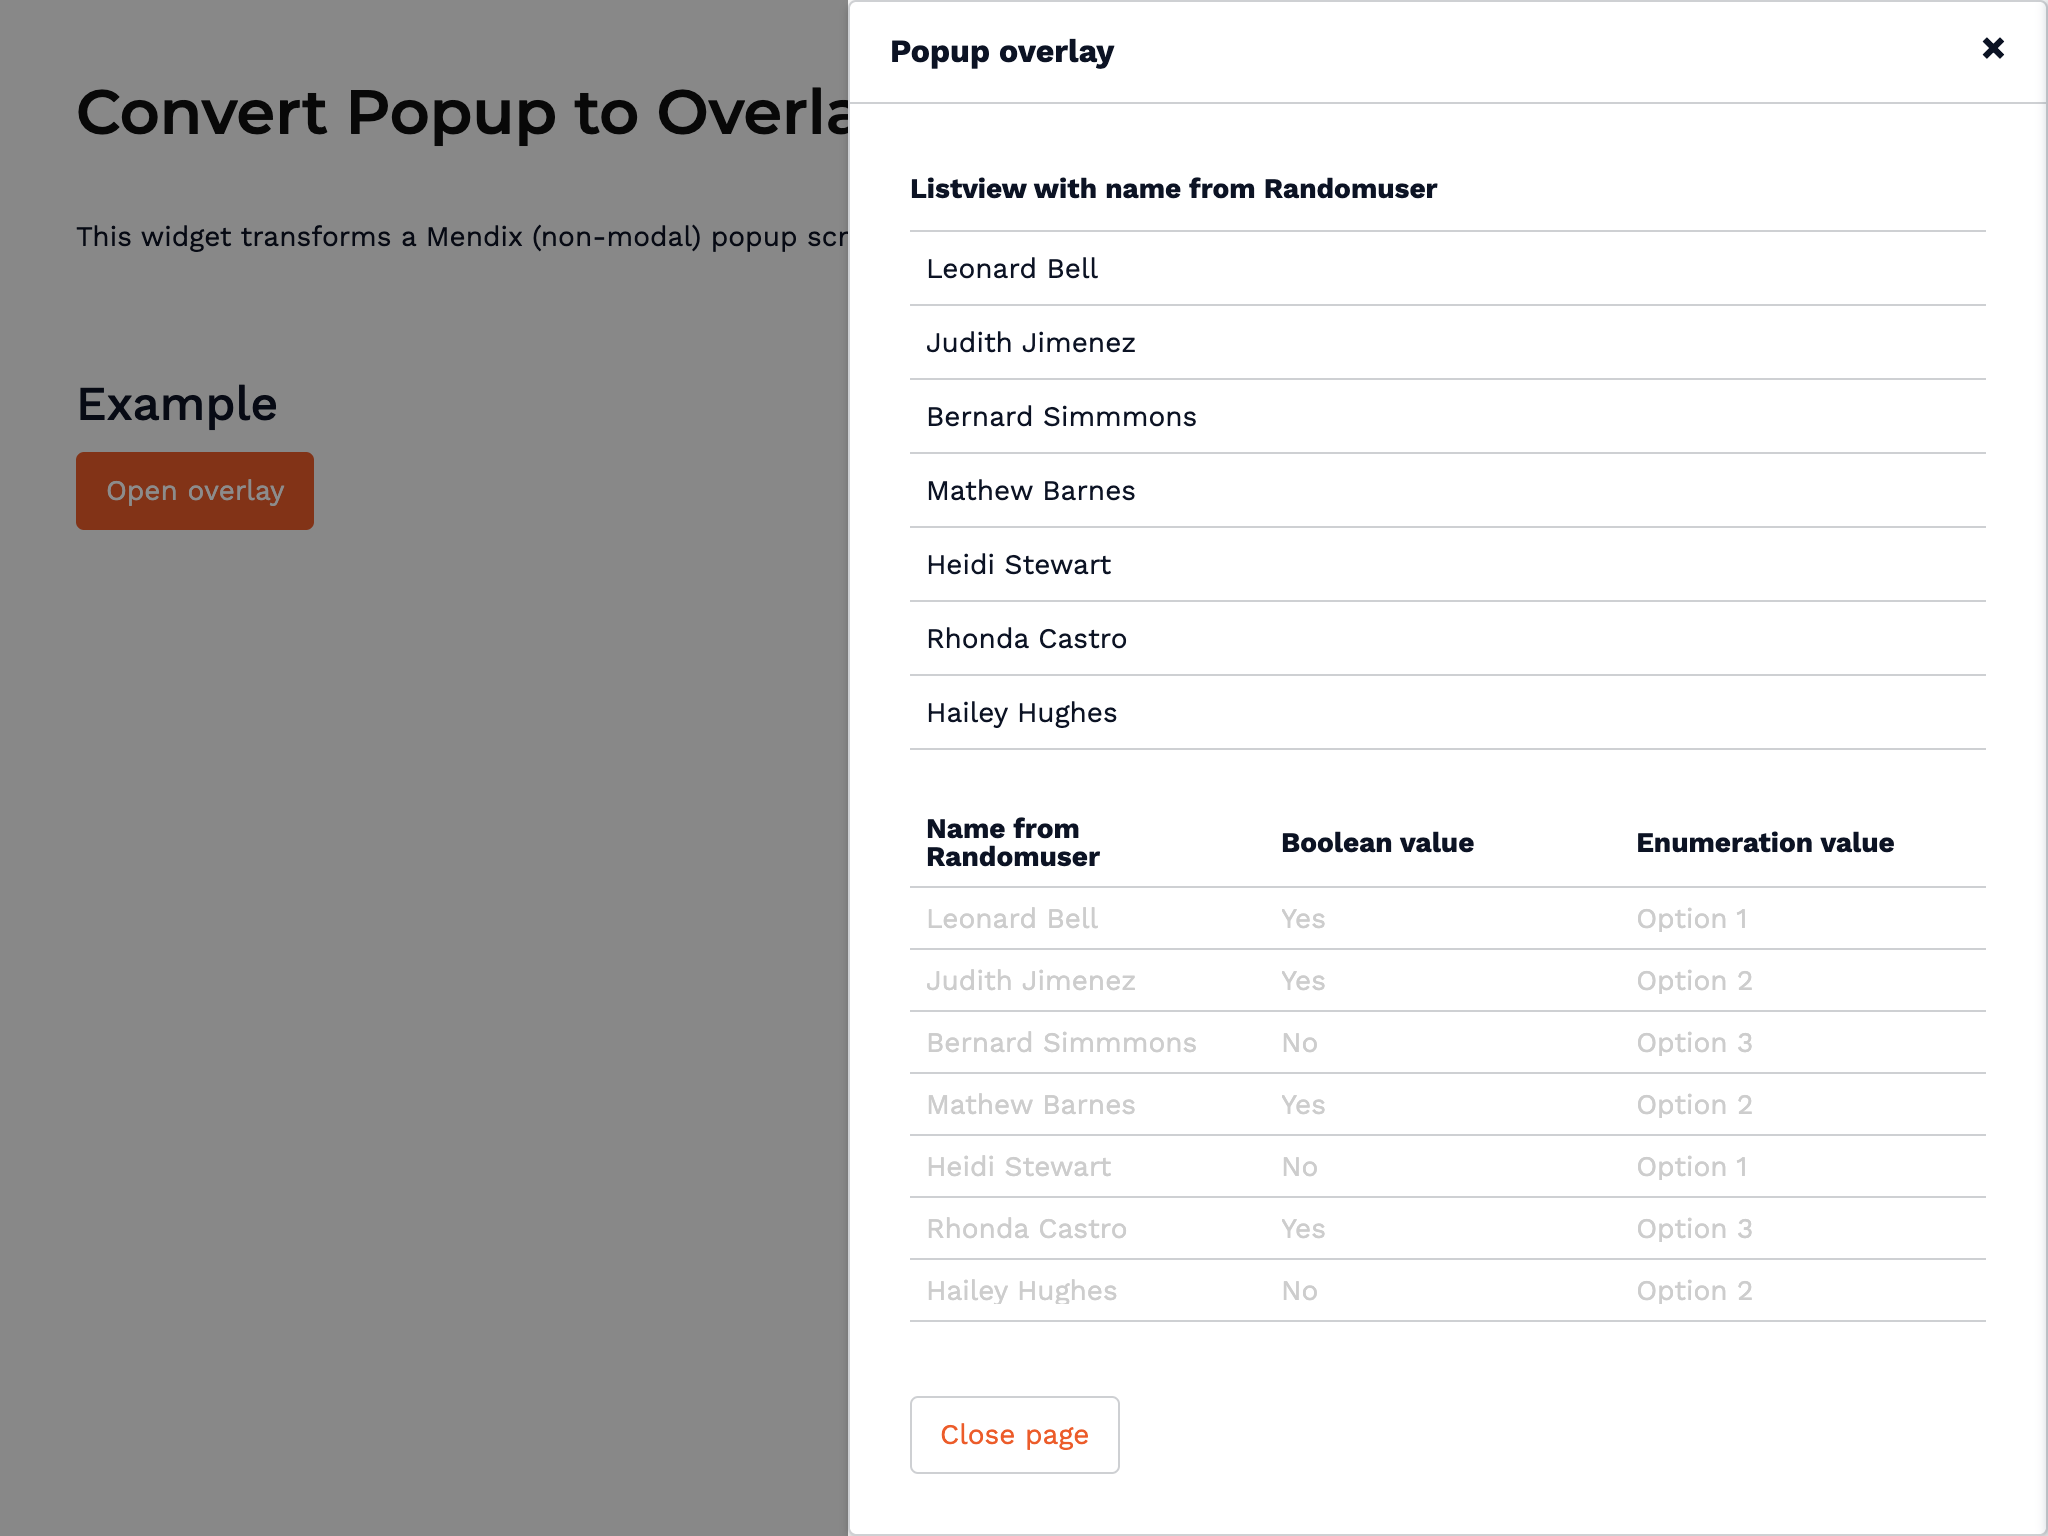 Convert Popup to Overla
This widget transforms a Mendix (non-modal) popup scr
Example
Open overlay
Popup overlay
Listview with name from Randomuser
Leonard Bell
Judith Jimenez
Bernard Simmmons
Mathew Barnes
Heidi Stewart
Rhonda Castro
Hailey Hughes
Name from
Randomuser
Boolean value
Enumeration value
Leonard Bell Yes Option 1
Judith Jimenez Yes Option 2
Bernard Simmmons No Option 3
Mathew Barnes Yes Option 2
Heidi Stewart No Option 1
Rhonda Castro Yes Option 3
Hailey Hughes No Option 2
Close page